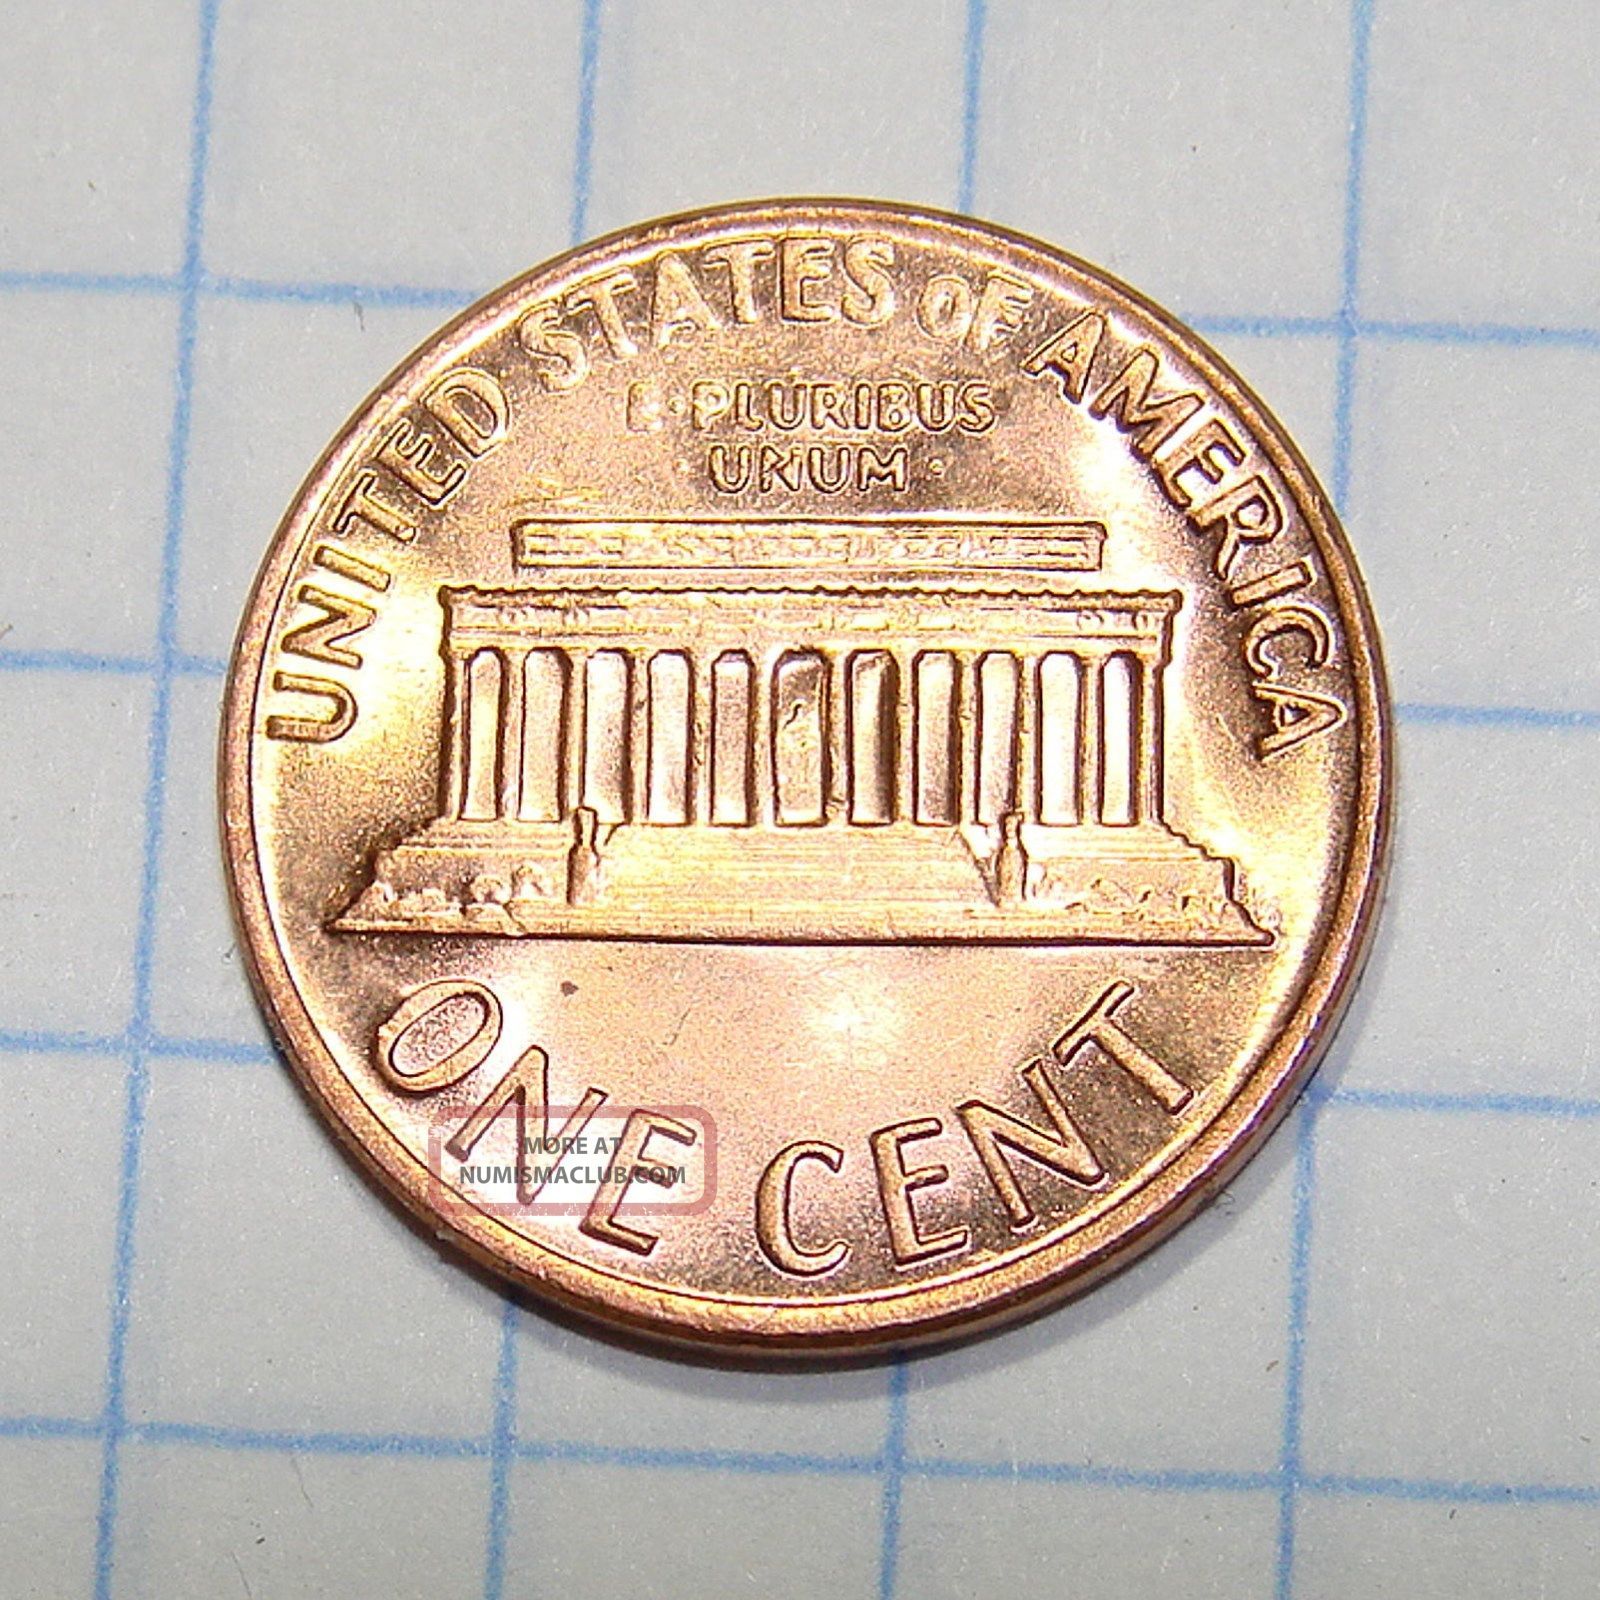 UNITED STATES OF AMERICA
E·PLURIBUS
·UNUM·
ONE CENT
MORE AT
NUMISMACLUB.COM